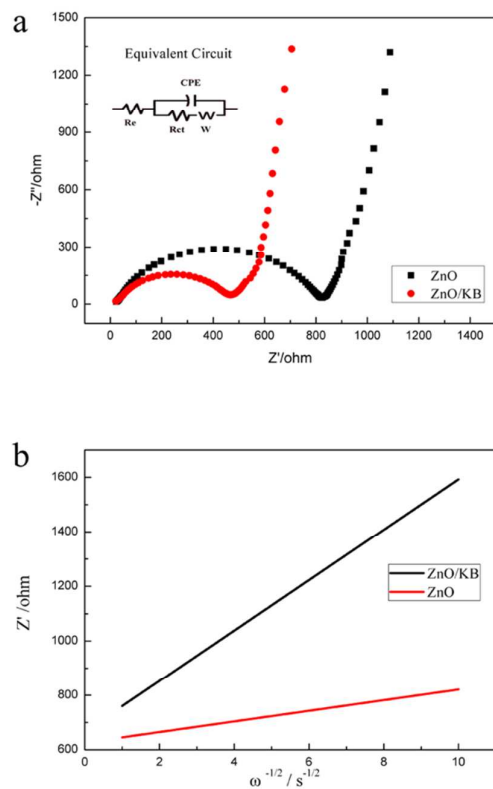 a
1500
1200
900
600
300
0
-Z"/ohm
Equivalent Circuit
CPE
Re
Rct
W
ZnO
ZnO/KB
0 200 400 600 800 1000 1200 1400
Z'/ohm
b
1600
1400
1200
1000
800
600
Z' /ohm
ZnO/KB
ZnO
0 2 4 6 8 10
ω -1/2 / s-1/2